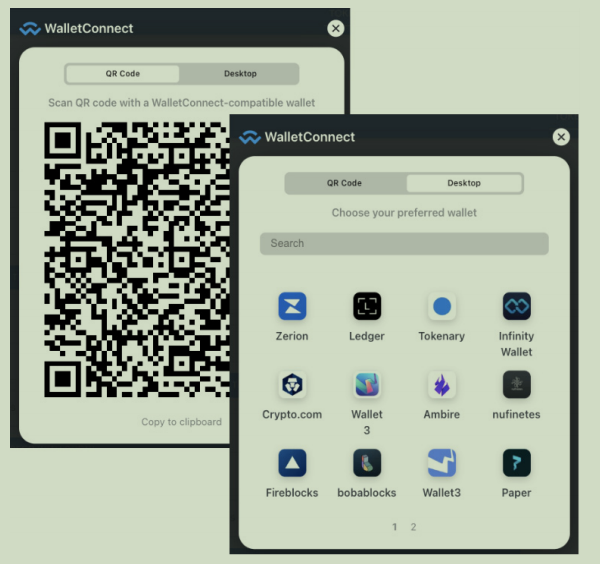 WalletConnect
QR Code Desktop
Scan QR code with a WalletConnect-compatible wallet
Copy to clipboard
WalletConnect
QR Code Desktop
Choose your preferred wallet
Search
Zerion Ledger Tokenary Infinity
Wallet
Crypto.com Wallet Ambire nufinetes
3
Fireblocks bobablocks Wallet3 Paper
1 2